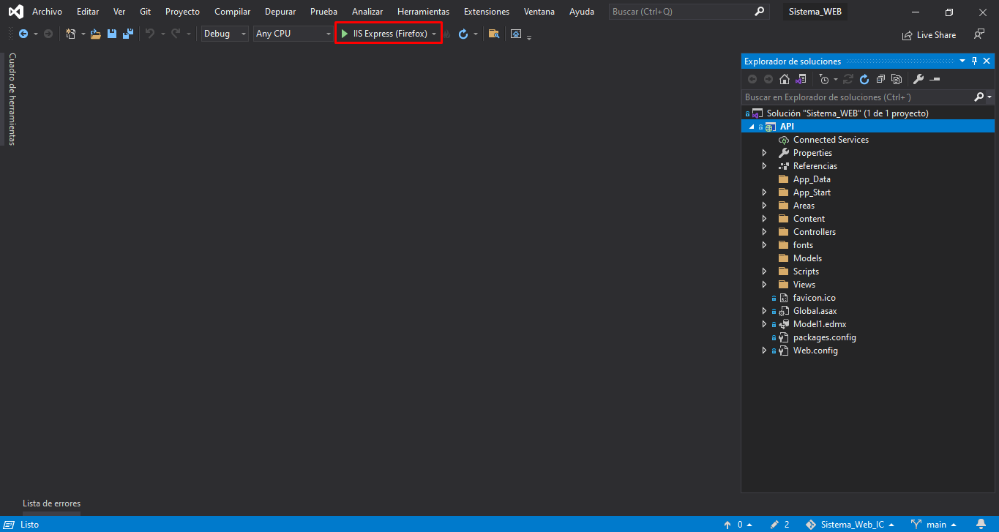 Archivo Editar Ver Git Proyecto Compilar Depurar Prueba Analizar Herramientas Extensiones Ventana Ayuda Buscar (Ctrl+Q) Sistema_WEB
Debug Any CPU IIS Express (Firefox) Live Share
Cuadro de herramientas
Explorador de soluciones
Buscar en Explorador de soluciones (Ctrl+´)
Solución "Sistema_WEB" (1 de 1 proyecto)
API
Connected Services
Properties
Referencias
App_Data
App_Start
Areas
Content
Controllers
fonts
Models
Scripts
Views
favicon.ico
Global.asax
Model1.edmx
packages.config
Web.config
Lista de errores
Listo 0 2 Sistema_Web_IC main